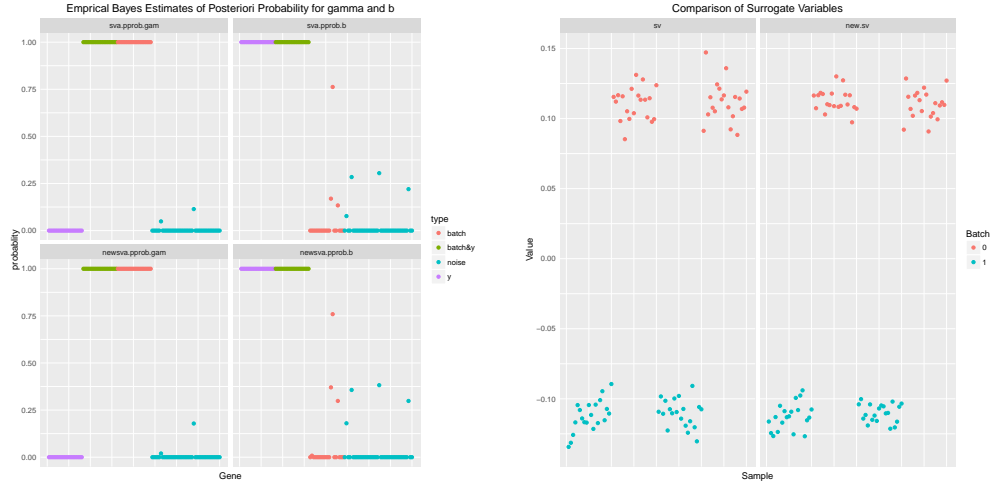 Emprical Bayes Estimates of Posteriori Probability for gamma and b
sva.pprob.gam
sva.pprob.b
1.00
0.75
0.50
0.25
0.00
newsva.pprob.gam
newsva.pprob.b
1.00
0.75
0.50
0.25
0.00
probablity
Gene
type
batch
batch&y
noise
y
Comparison of Surrogate Variables
sv
new.sv
0.15
0.10
0.05
0.00
−0.05
−0.10
Value
Sample
Batch
0
1